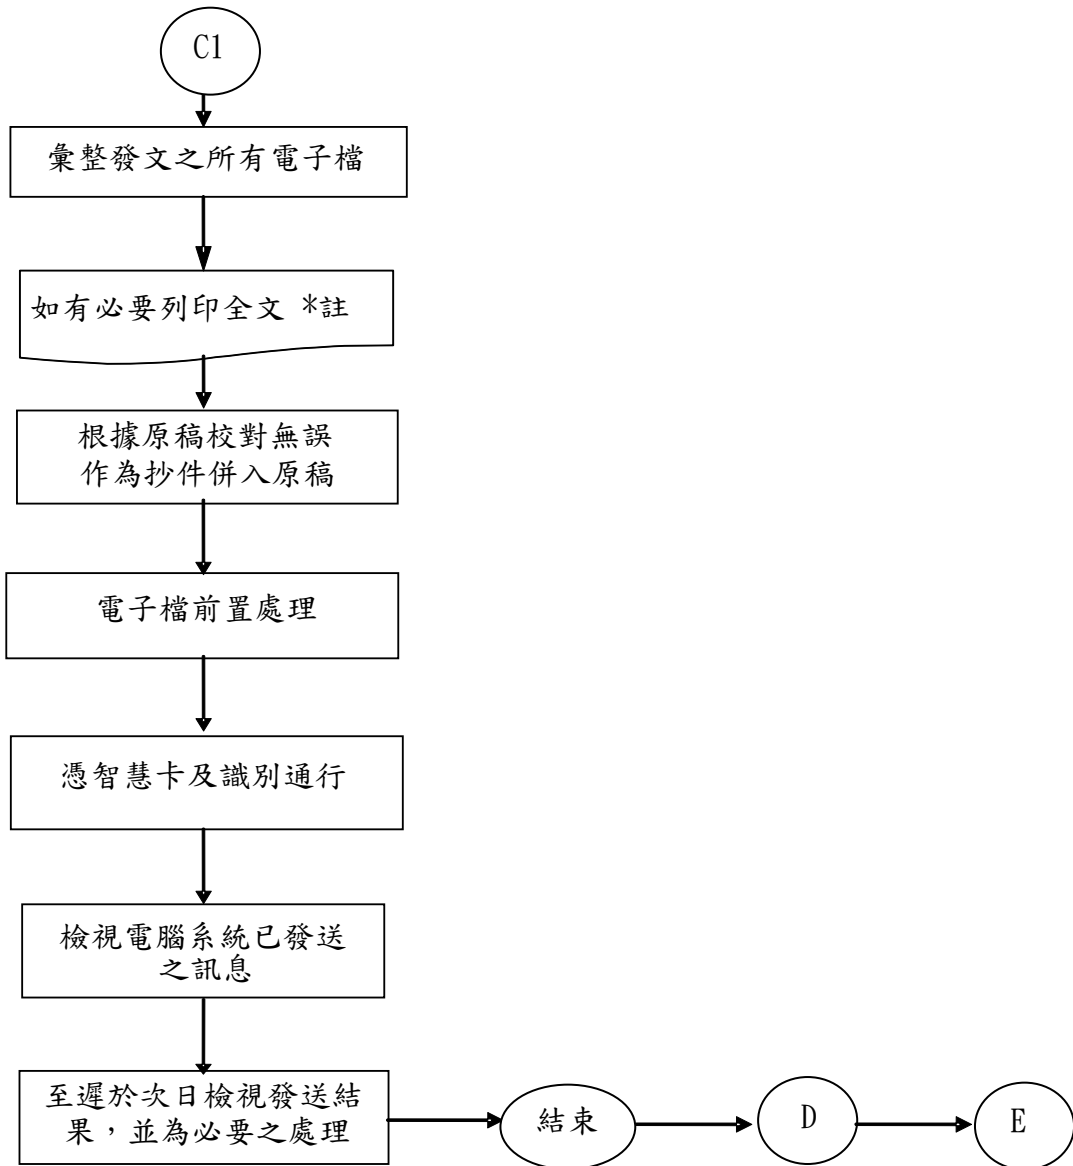 C1
彙整發文之所有電子檔
如有必要列印全文 *註
根據原稿校對無誤
作為抄件併入原稿
電子檔前置處理
憑智慧卡及識別通行
檢視電腦系統已發送
之訊息
至遲於次日檢視發送結
果，並為必要之處理
結束
D
E